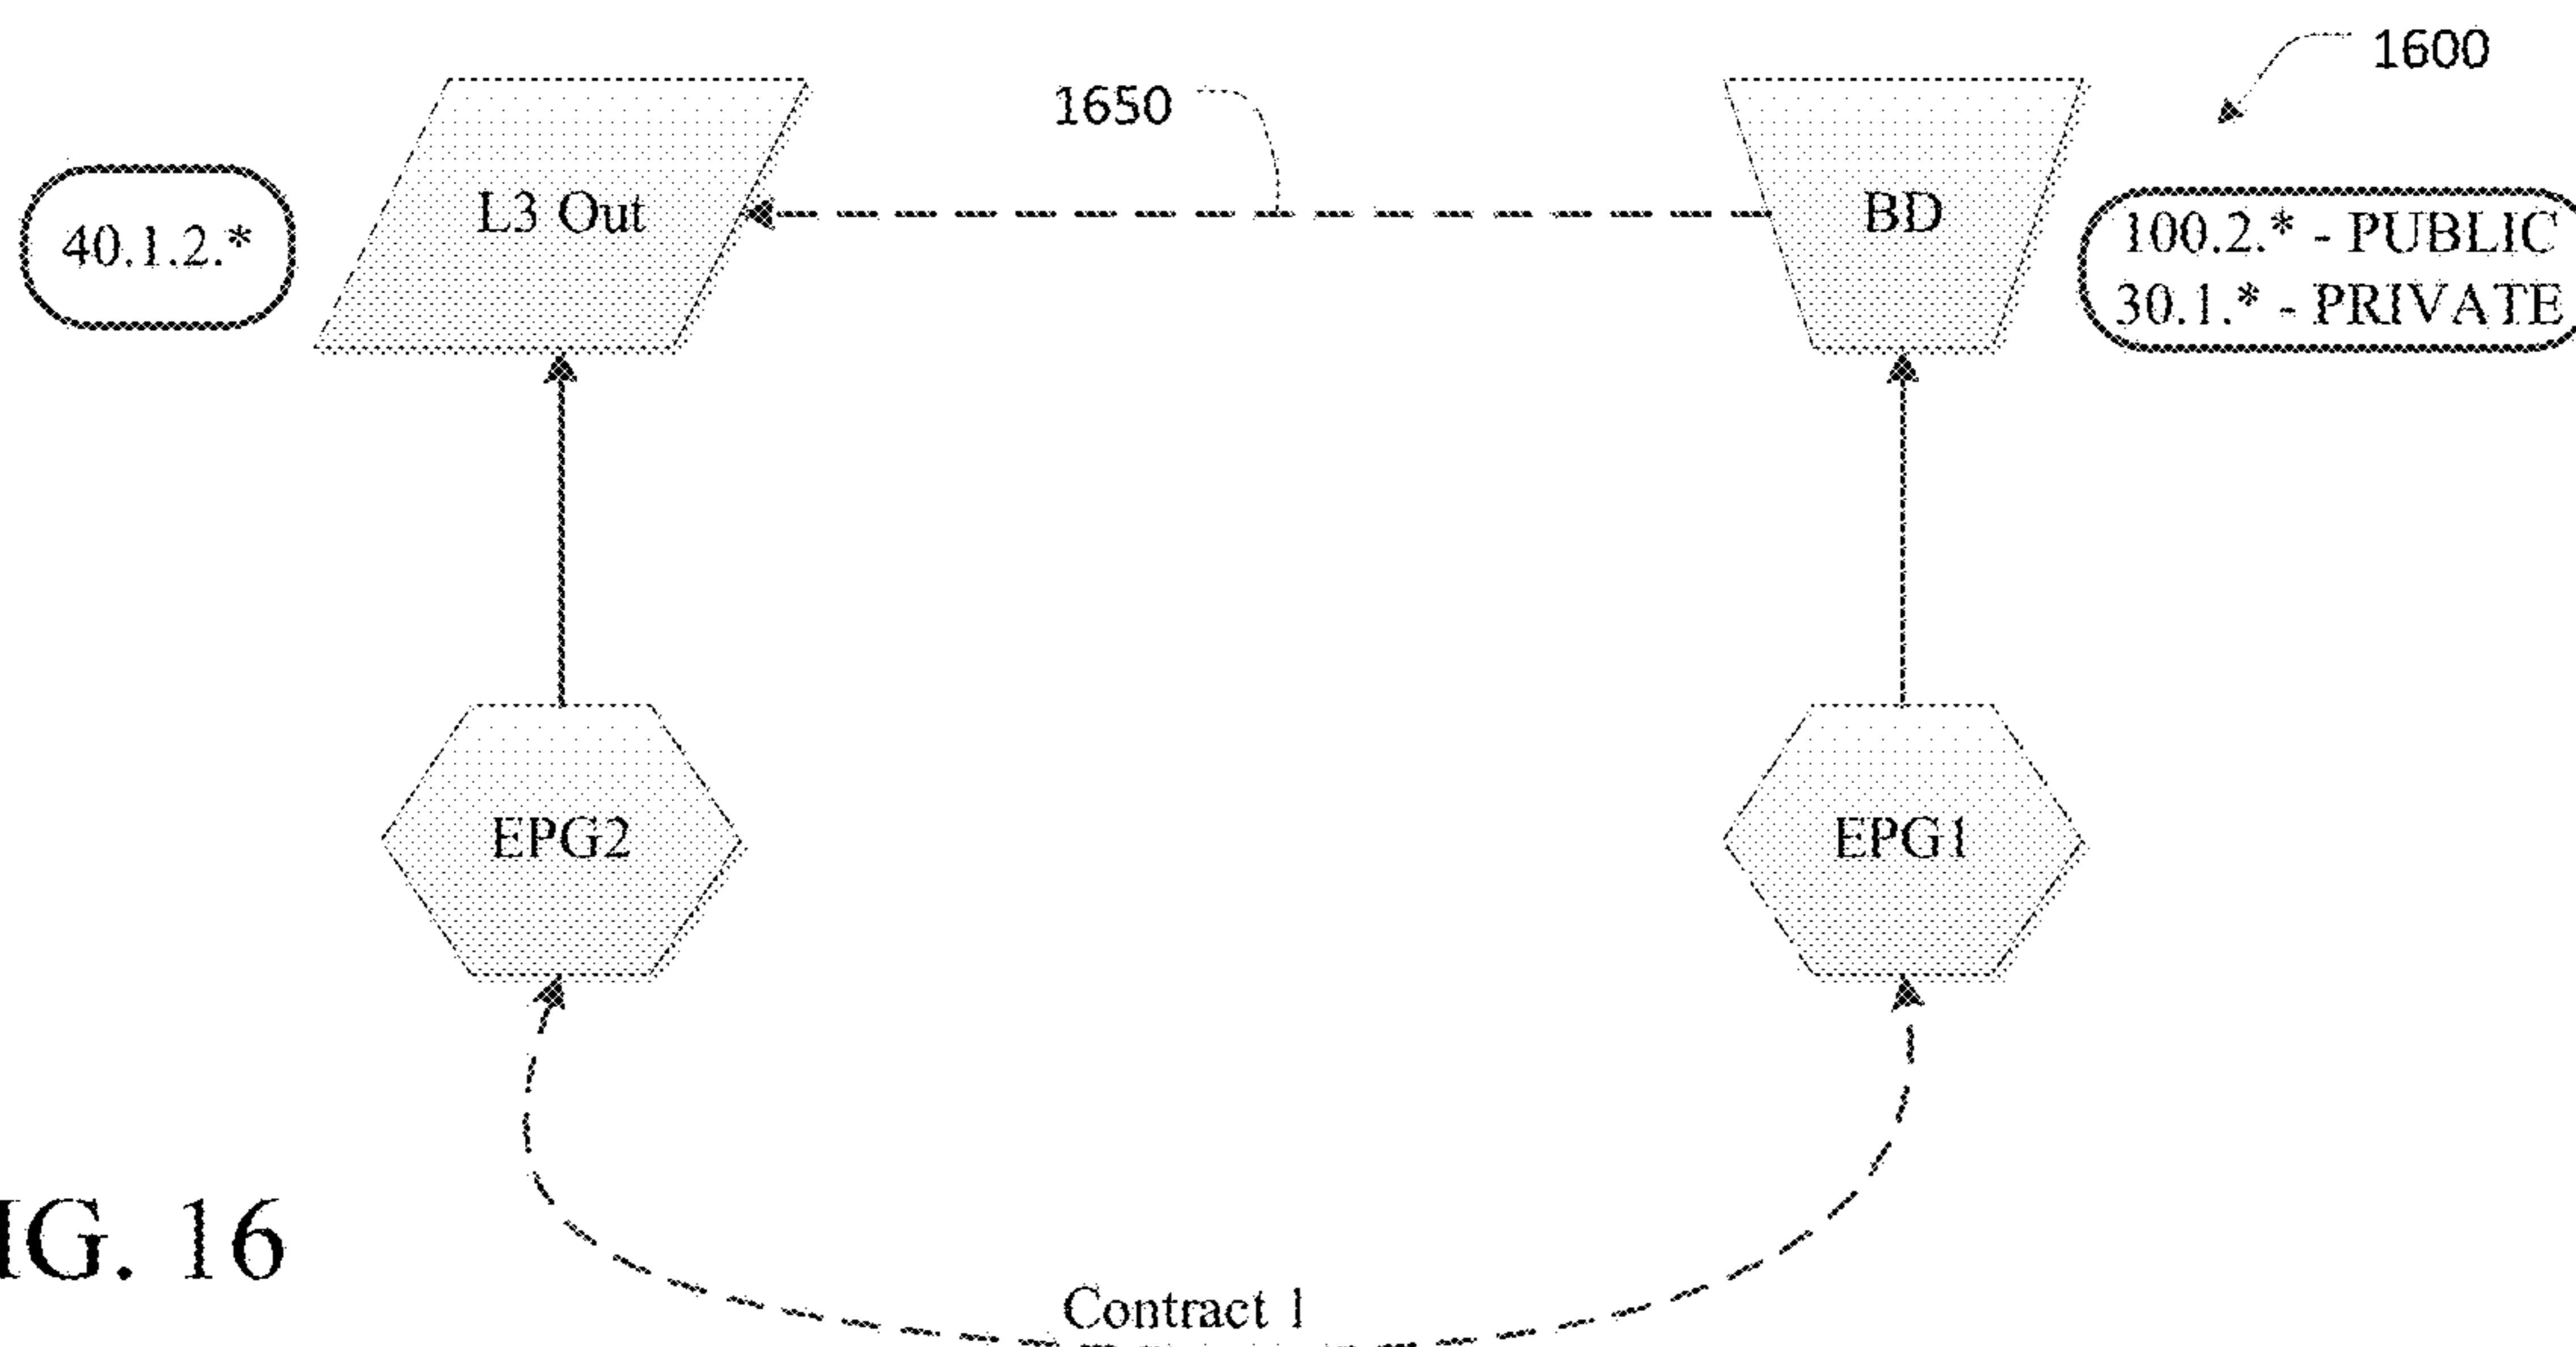 1600
1650
L3 Out
BD
40.1.2.*
100.2.* - PUBLIC
30.1.* - PRIVATE
EPG2
EPG1
IG. 16
Contract 1